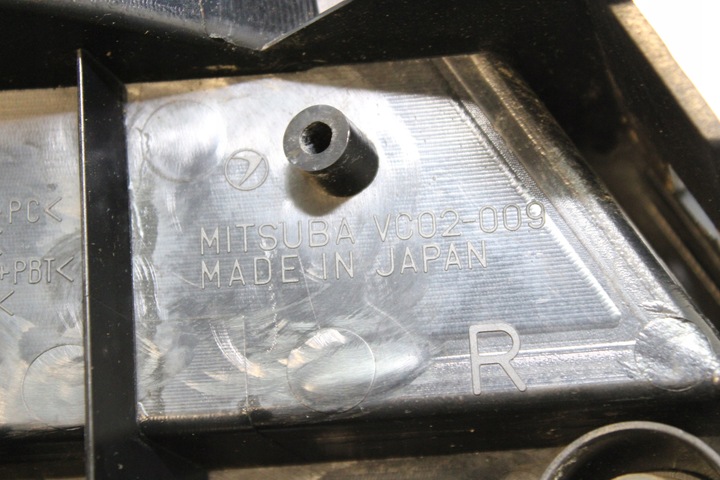 PC<
+PBT<
<
MITSUBA VC02-009
MADE IN JAPAN
R